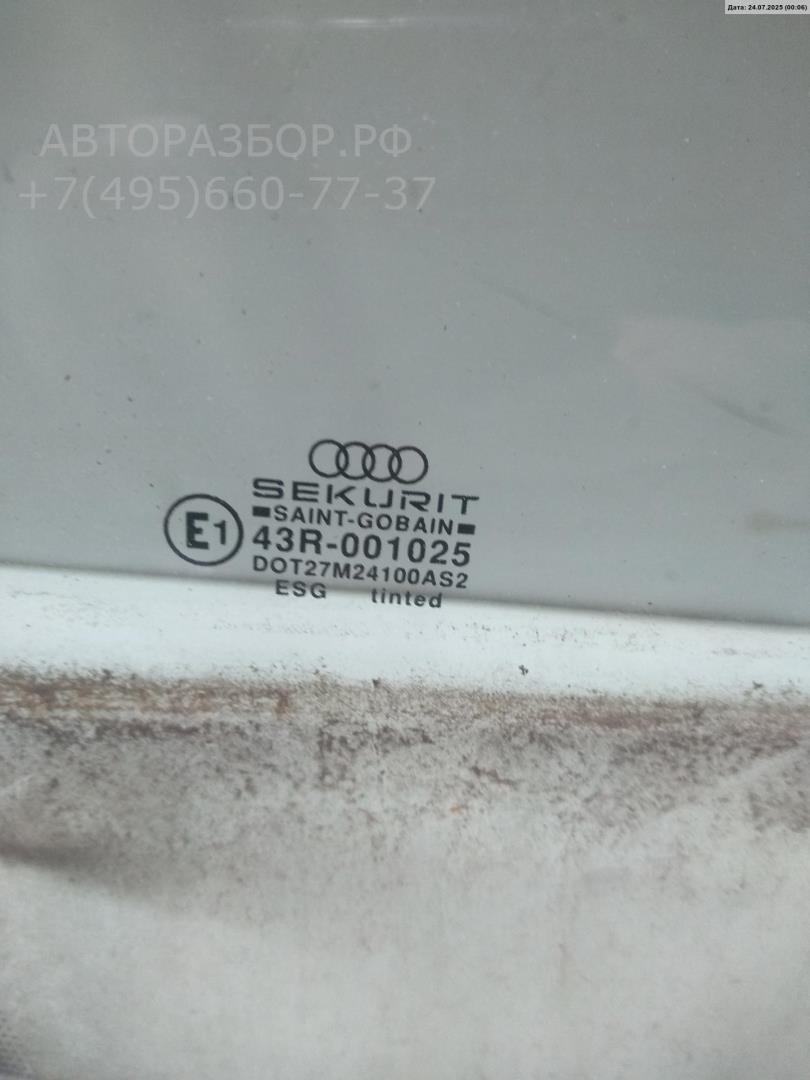 Дата: 24.07.2025 (00:06)
АВТОРАЗБОР.РФ
+7(495)660-77-37
SEKURIT
SAINT-GOBAIN
E1
43R-001025
DOT27M24100AS2
ESG tinted